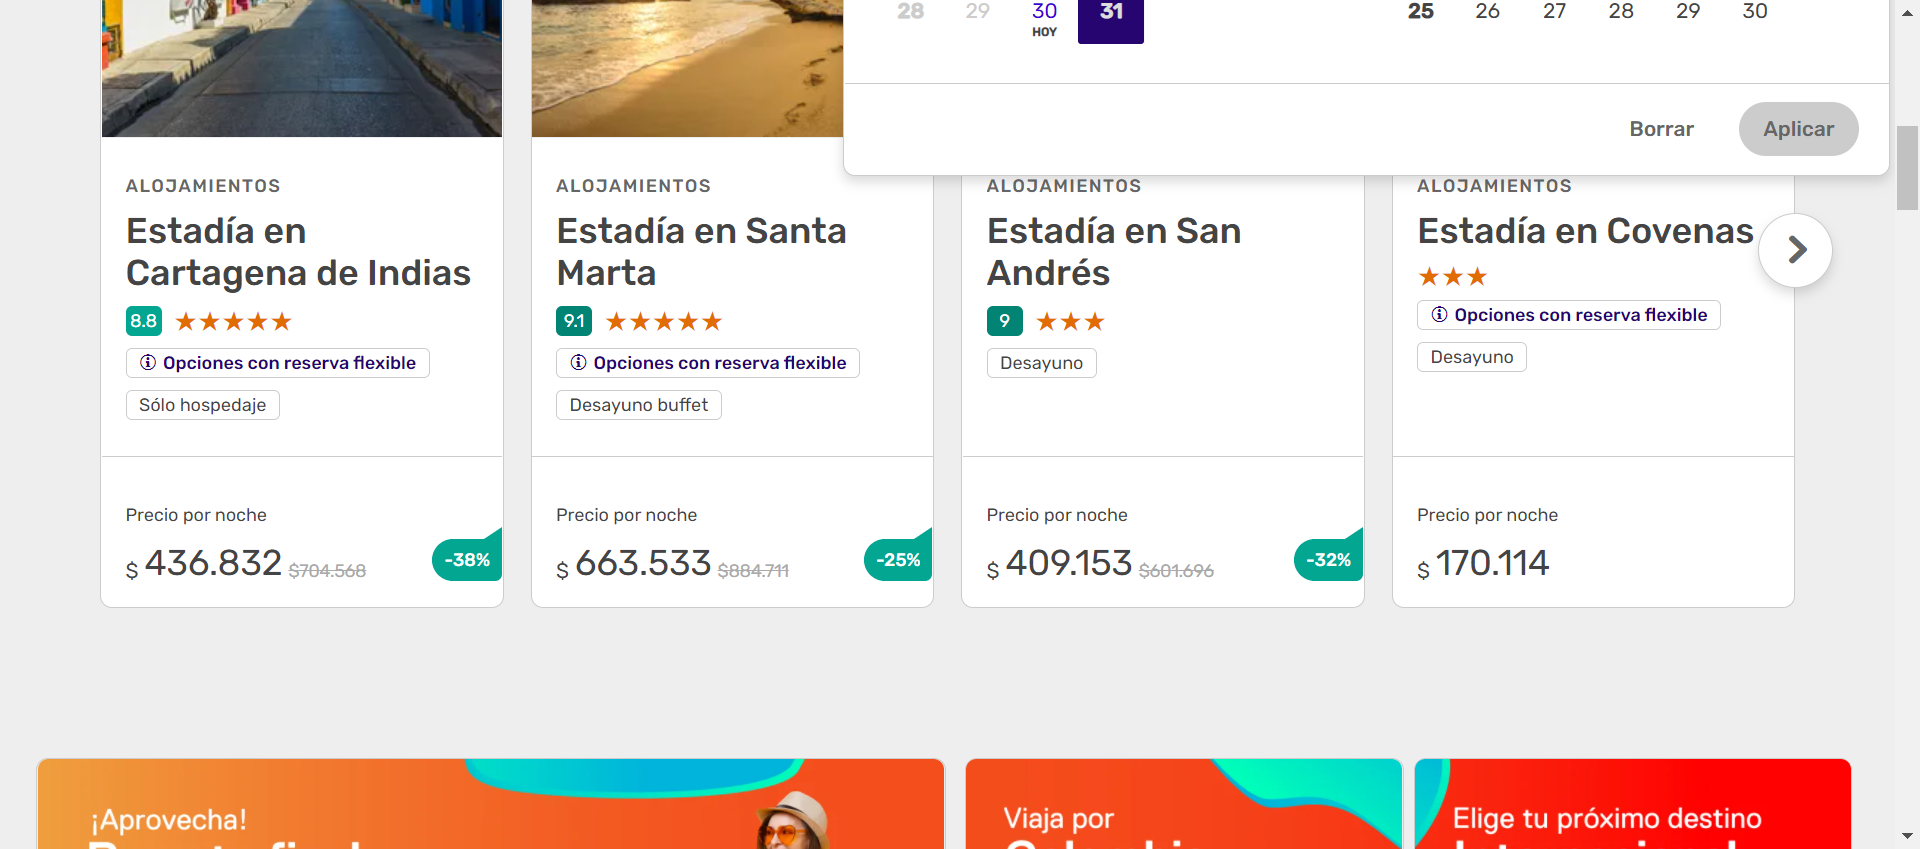 28 29 30 31 25 26 27 28 29 30
HOY
Borrar Aplicar
ALOJAMIENTOS
Estadía en
Cartagena de Indias
8.8
Opciones con reserva flexible
Sólo hospedaje
Precio por noche
$ 436.832 $704.568 -38%
ALOJAMIENTOS
Estadía en Santa
Marta
9.1
Opciones con reserva flexible
Desayuno buffet
Precio por noche
$ 663.533 $884.711 -25%
ALOJAMIENTOS
Estadía en San
Andrés
9
Desayuno
Precio por noche
$ 409.153 $601.696 -32%
ALOJAMIENTOS
Estadía en Covenas
Opciones con reserva flexible
Desayuno
Precio por noche
$ 170.114
¡Aprovecha!
Viaja por
Elige tu próximo destino